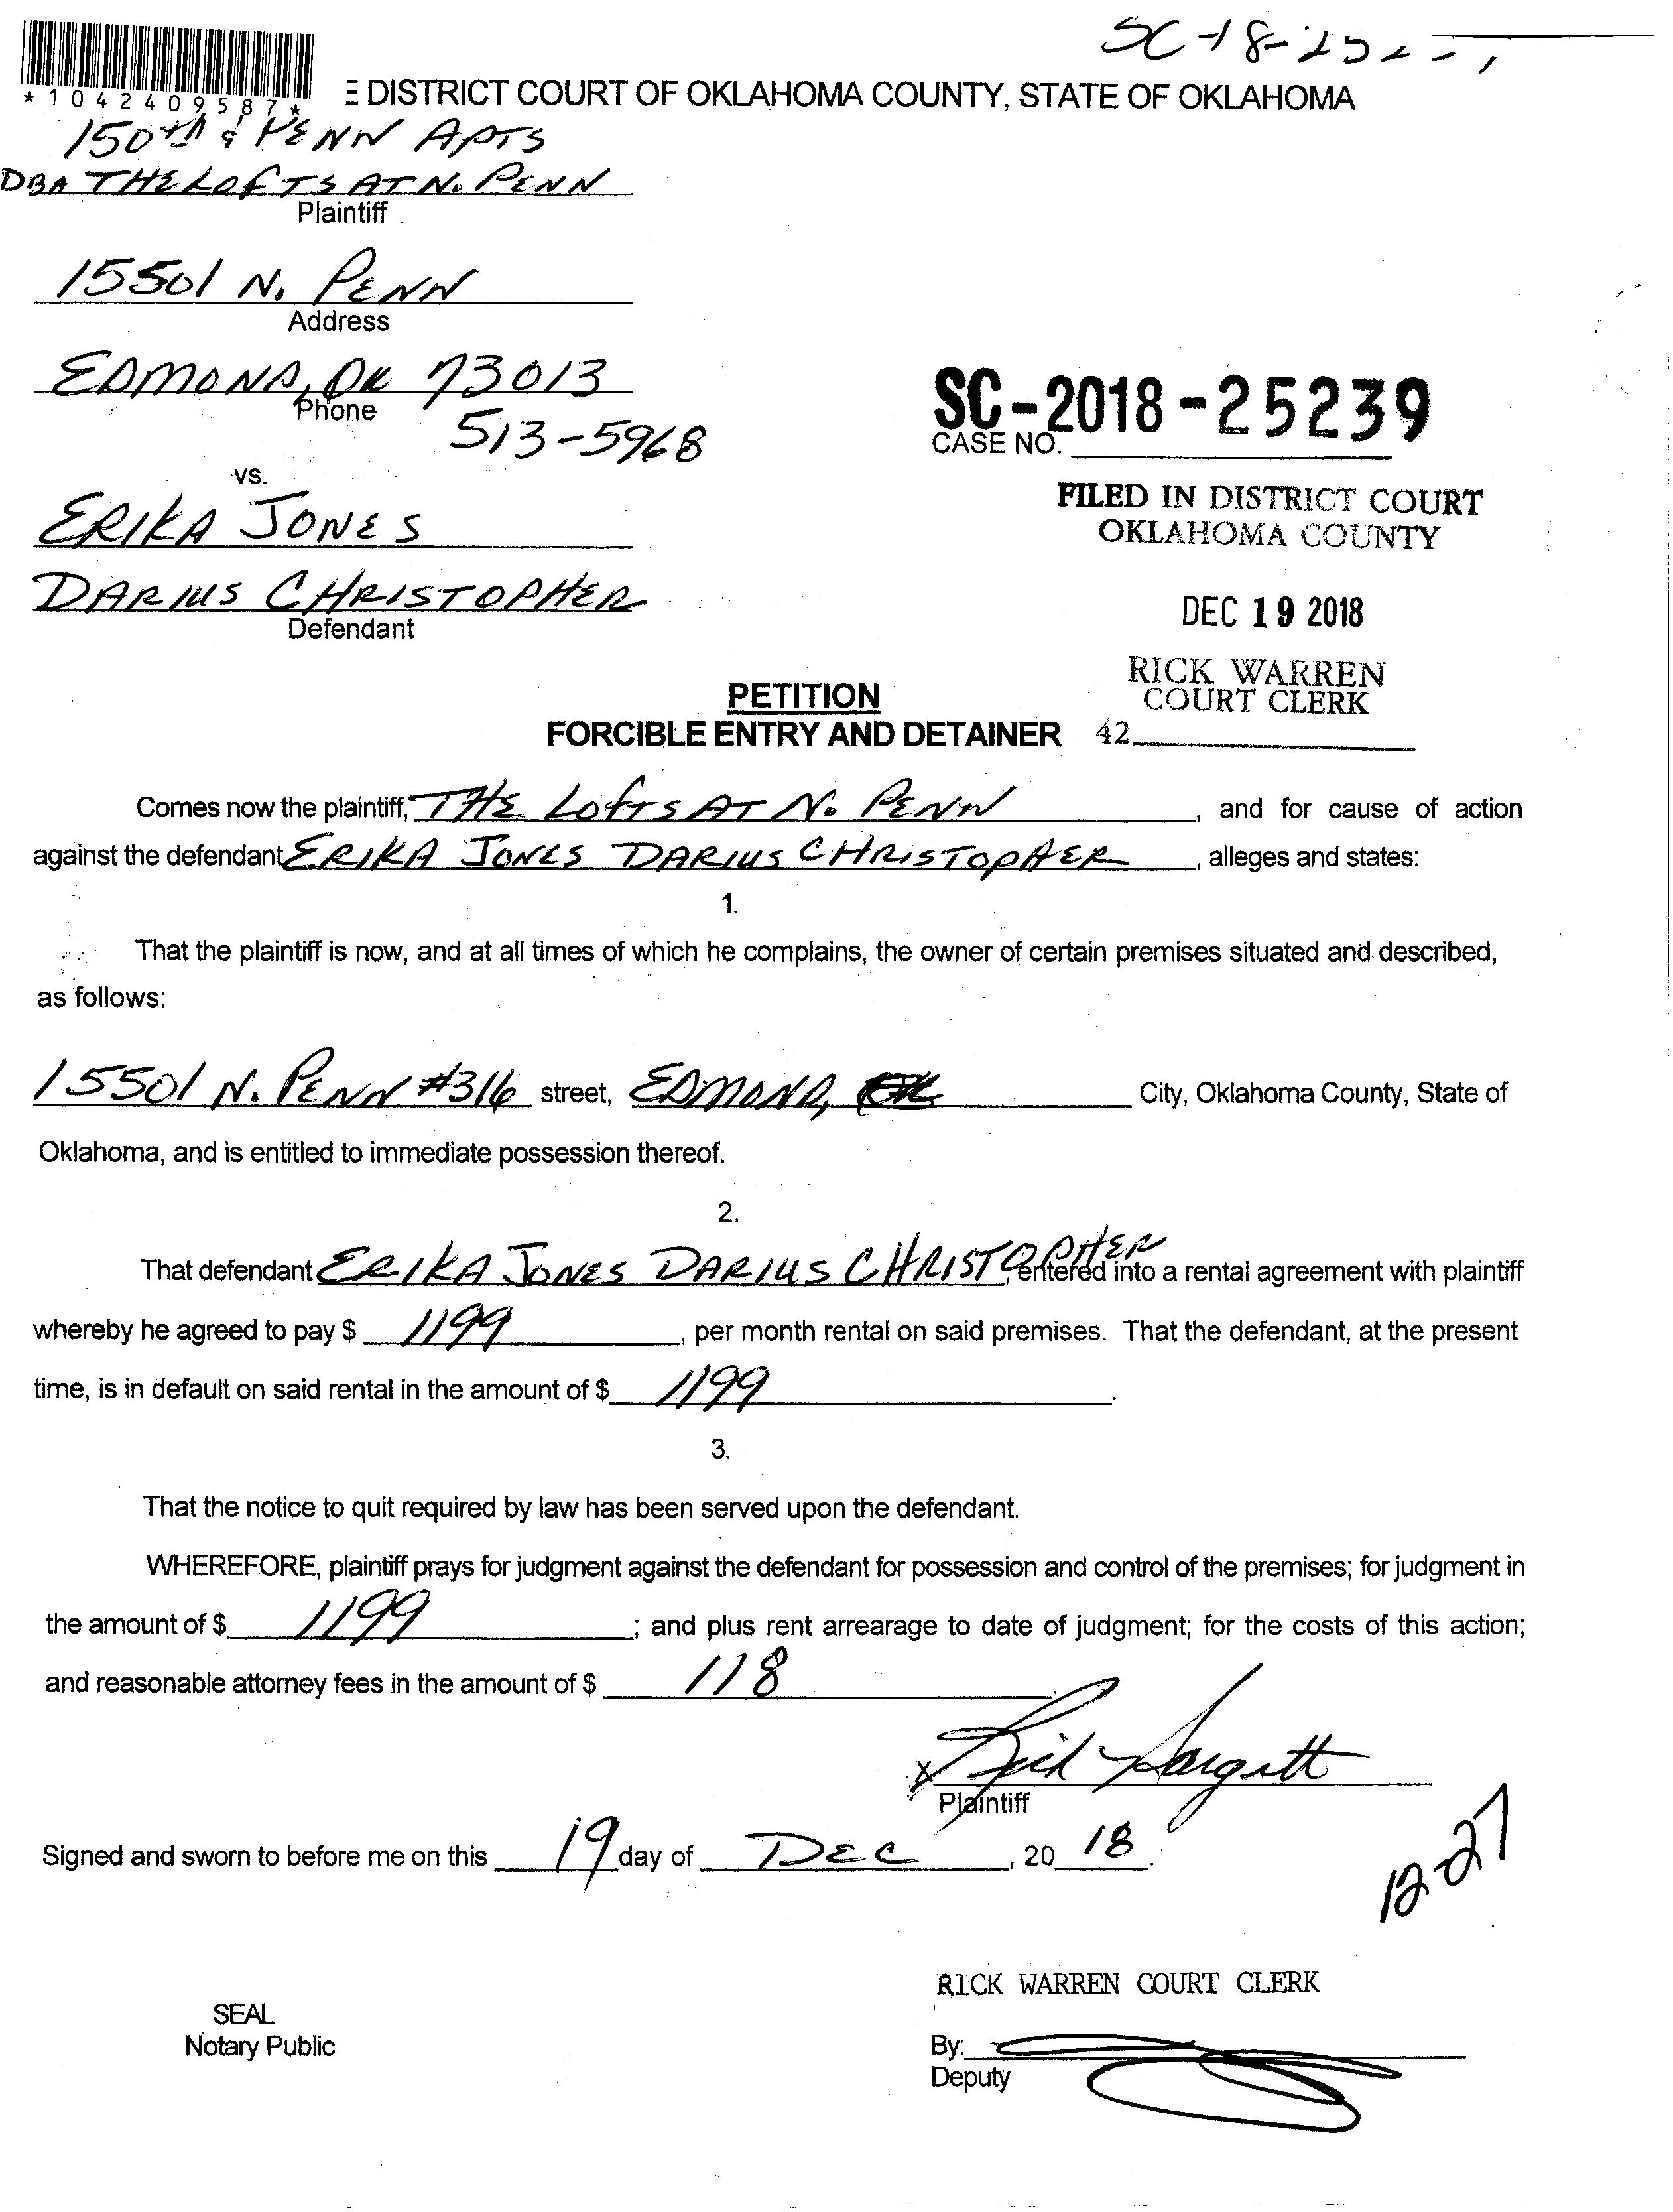 SC-18-252
*1042409587*
E DISTRICT COURT OF OKLAHOMA COUNTY, STATE OF OKLAHOMA
150th & PENN APTS
DBA THE LOFTS AT N. PENN
Plaintiff
15501 N. PENN
Address
EDMOND, OK 73013
Phone
513-5968
SC-2018-25239
CASE NO.
vs.
FILED IN DISTRICT COURT
OKLAHOMA COUNTY
ERIKA JONES
DARIUS CHRISTOPHER
Defendant
DEC 19 2018
RICK WARREN
COURT CLERK
42
PETITION
FORCIBLE ENTRY AND DETAINER
Comes now the plaintiff, THE LOFTS AT N. PENN, and for cause of action
against the defendant ERIKA JONES DARIUS CHRISTOPHER, alleges and states:
1.
That the plaintiff is now, and at all times of which he complains, the owner of certain premises situated and described,
as follows:
15501 N. PENN #316 street, EDMOND, City, Oklahoma County, State of
Oklahoma, and is entitled to immediate possession thereof.
2.
That defendant ERIKA JONES DARIUS CHRISTOPHER, entered into a rental agreement with plaintiff
whereby he agreed to pay $ 1199, per month rental on said premises. That the defendant, at the present
time, is in default on said rental in the amount of $ 1199.
3.
That the notice to quit required by law has been served upon the defendant.
WHEREFORE, plaintiff prays for judgment against the defendant for possession and control of the premises; for judgment in
the amount of $ 1199; and plus rent arrearage to date of judgment; for the costs of this action;
and reasonable attorney fees in the amount of $ 118.
X Rick Hargett
Plaintiff
Signed and sworn to before me on this 19 day of DEC, 20 18.
12-27
RICK WARREN COURT CLERK
SEAL
Notary Public
By:
Deputy